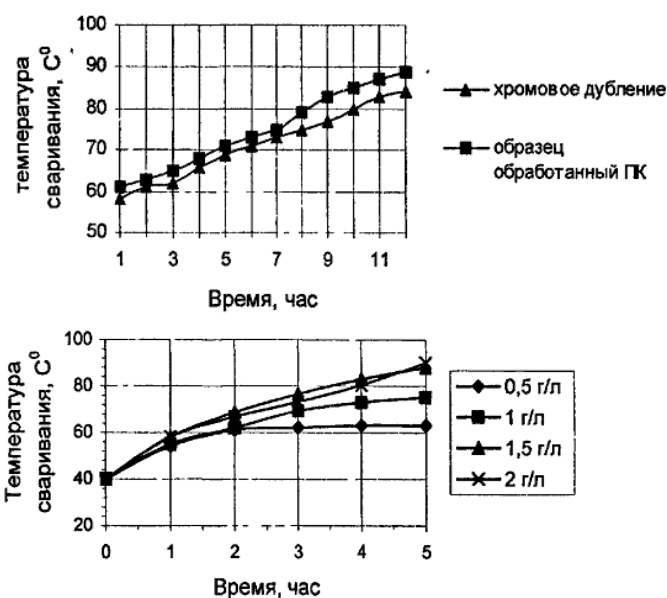 100
90
80
70
60
50
температура
сваривания, С⁰
1 3 5 7 9 11
Время, час
хромовое дубление
образец
обработанный ПК
100
80
60
40
20
Температура
сваривания, С⁰
0 1 2 3 4 5
Время, час
0,5 г/л
1 г/л
1,5 г/л
2 г/л